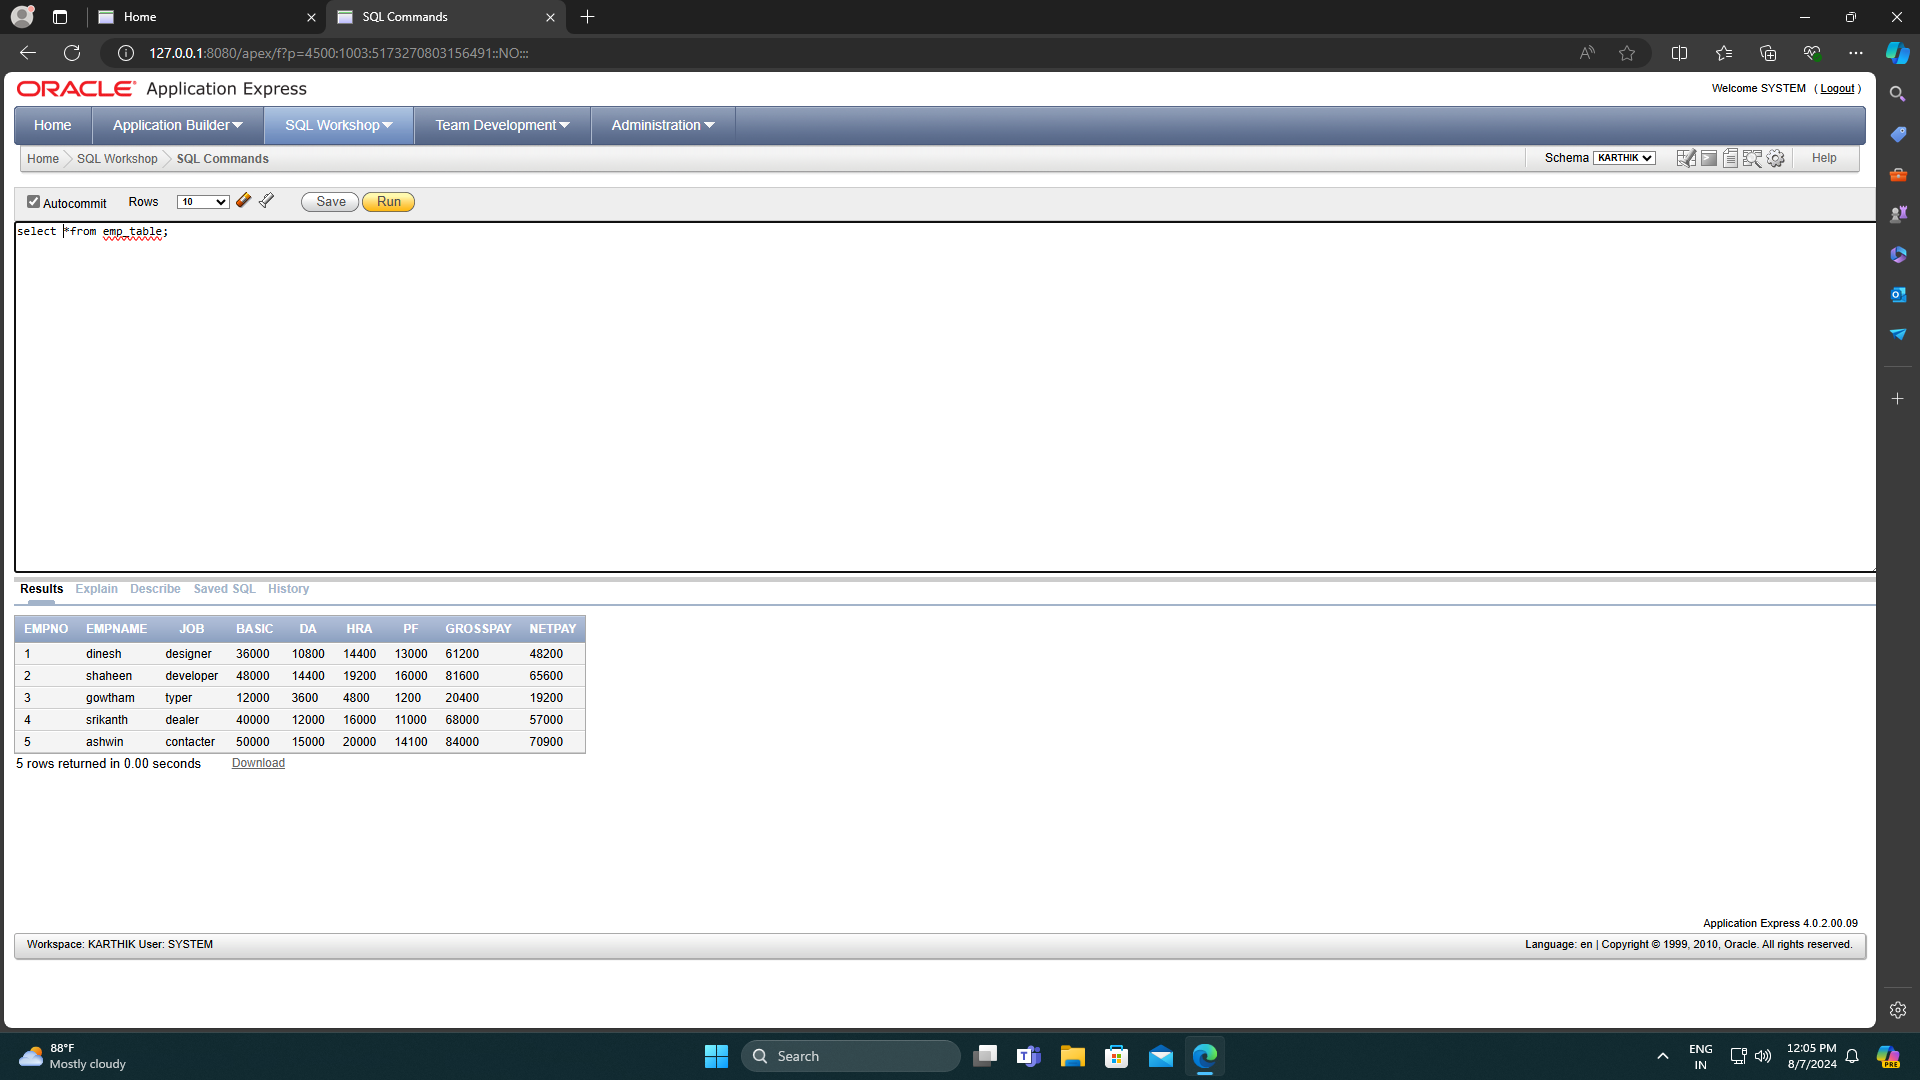 Home
SQL Commands
127.0.0.1:8080/apex/f?p=4500:1003:5173270803156491::NO:::
ORACLE Application Express
Welcome SYSTEM ( Logout )
Home Application Builder SQL Workshop Team Development Administration
Home SQL Workshop SQL Commands
Schema KARTHIK Help
Autocommit Rows 10 Save Run
select *from emp_table;
Results Explain Describe Saved SQL History
EMPNO EMPNAME JOB BASIC DA HRA PF GROSSPAY NETPAY
1 dinesh designer 36000 10800 14400 13000 61200 48200
2 shaheen developer 48000 14400 19200 16000 81600 65600
3 gowtham typer 12000 3600 4800 1200 20400 19200
4 srikanth dealer 40000 12000 16000 11000 68000 57000
5 ashwin contacter 50000 15000 20000 14100 84000 70900
5 rows returned in 0.00 seconds Download
Application Express 4.0.2.00.09
Workspace: KARTHIK User: SYSTEM
Language: en | Copyright © 1999, 2010, Oracle. All rights reserved.
88°F
Mostly cloudy
Search
ENG
IN
12:05 PM
8/7/2024
PRE